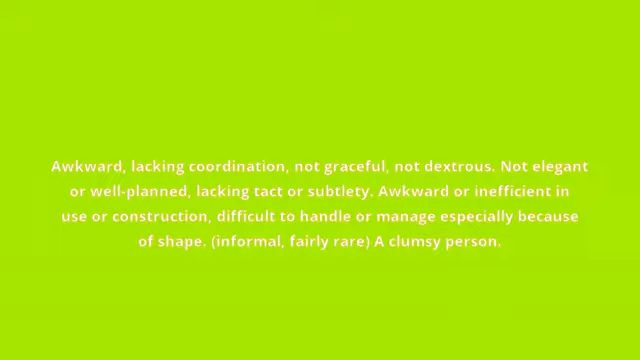 Awkward, lacking coordination, not graceful, not dextrous. Not elegant
or well-planned, lacking tact or subtlety. Awkward or inefficient in
use or construction, difficult to handle or manage especially because
of shape. (informal, fairly rare) A clumsy person.